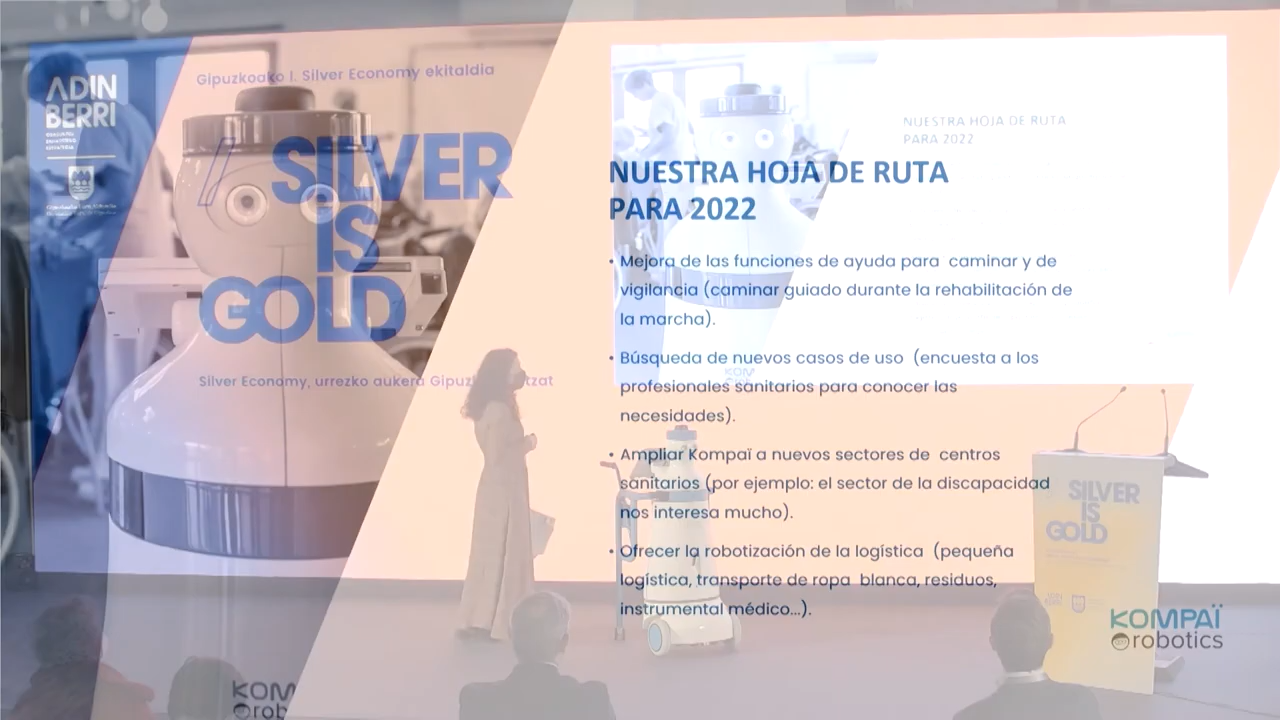 ADIN
BERRI
Gipuzkoako I. Silver Economy ekitaldia
/ SILVER
IS
GOLD
Silver Economy, urrezko aukera
NUESTRA HOJA DE RUTA
PARA 2022
NUESTRA HOJA DE RUTA
PARA 2022
• Mejora de las funciones de ayuda para caminar y de
vigilancia (caminar guiado durante la rehabilitación de
la marcha).
• Búsqueda de nuevos casos de uso (encuesta a los
profesionales sanitarios para conocer las
necesidades).
• Ampliar Kompaï a nuevos sectores de centros
sanitarios (por ejemplo: el sector de la discapacidad
nos interesa mucho).
• Ofrecer la robotización de la logística (pequeña
logística, transporte de ropa blanca, residuos,
instrumental médico...).
SILVER
IS
GOLD
KOMPAÏ
robotics